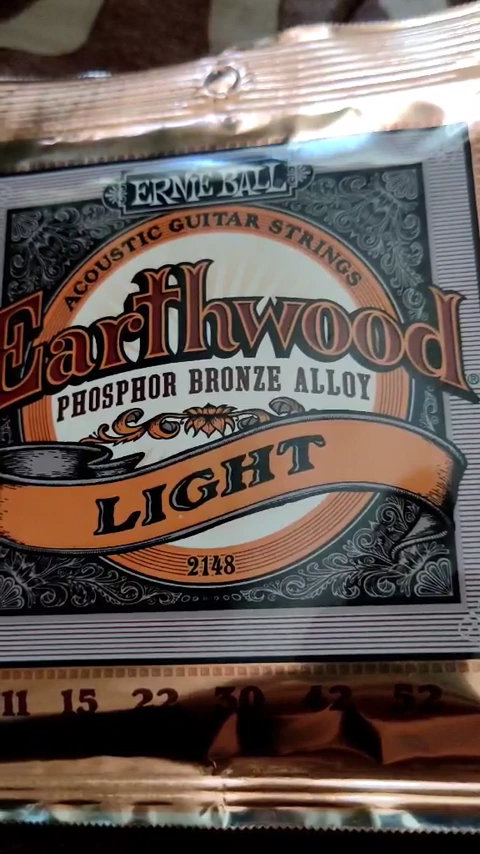 ERNIE BALL
ACOUSTIC GUITAR STRINGS
Earthwood®
PHOSPHOR BRONZE ALLOY
LIGHT
2148
11 15 22 30 42 52